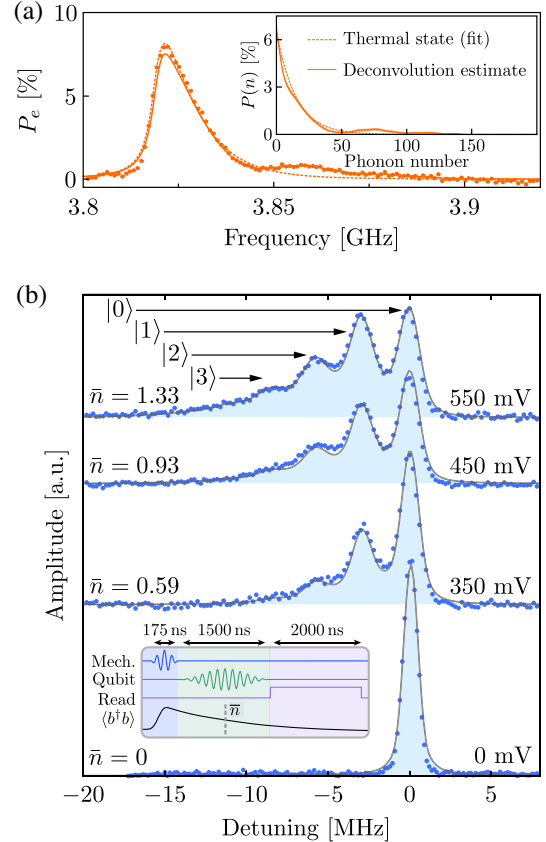 (a)
10
5
0
P_e [%]
3.8
3.85
3.9
Frequency [GHz]
6
3
0
P(n) [%]
0
50
100
150
Phonon number
Thermal state (fit)
Deconvolution estimate
(b)
|0⟩
|1⟩
|2⟩
|3⟩
n̄ = 1.33
550 mV
n̄ = 0.93
450 mV
n̄ = 0.59
350 mV
n̄ = 0
0 mV
Amplitude [a.u.]
175 ns
1500 ns
2000 ns
Mech.
Qubit
Read
⟨b†b⟩
n̄
−20
−15
−10
−5
0
5
Detuning [MHz]